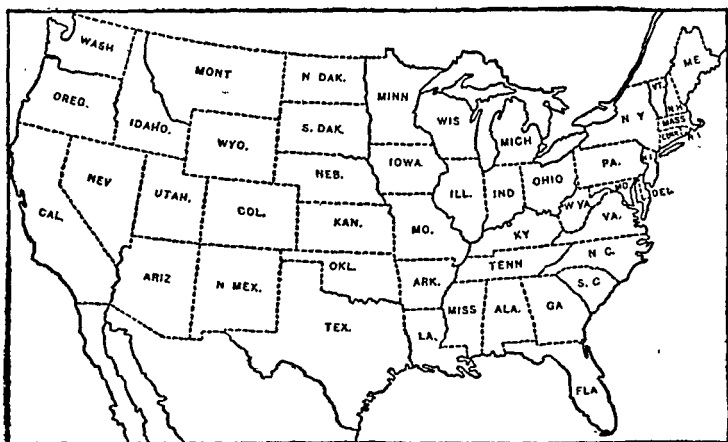 WASH
MONT
N DAK.
MINN
ME
OREG.
IDAHO.
WYO.
S. DAK.
WIS
MICH
VT.
N H
N Y
MASS
CONN
R I
NEV
UTAH.
COL.
NEB.
IOWA.
ILL.
IND
OHIO
PA.
N J
MD
DEL.
CAL.
KAN.
MO.
KY
W VA
VA.
ARIZ
N MEX.
OKL.
ARK.
TENN
N C.
S. C
TEX.
LA.
MISS
ALA.
GA
FLA